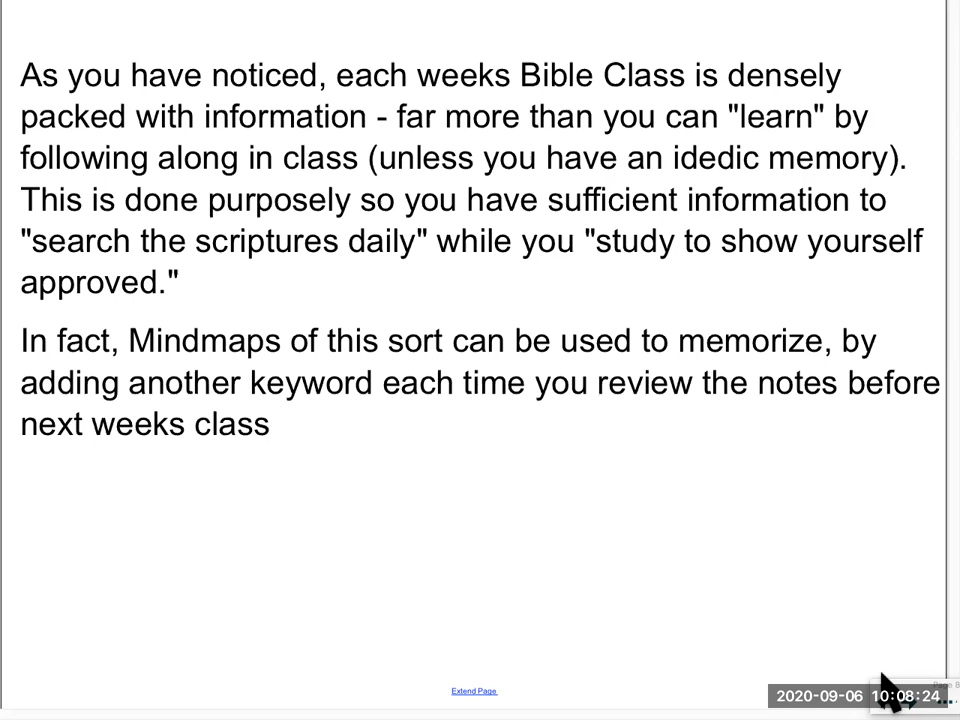 As you have noticed, each weeks Bible Class is densely
packed with information - far more than you can "learn" by
following along in class (unless you have an idedic memory).
This is done purposely so you have sufficient information to
"search the scriptures daily" while you "study to show yourself
approved."
In fact, Mindmaps of this sort can be used to memorize, by
adding another keyword each time you review the notes before
next weeks class
Extend Page
2020-09-06 10:08:24